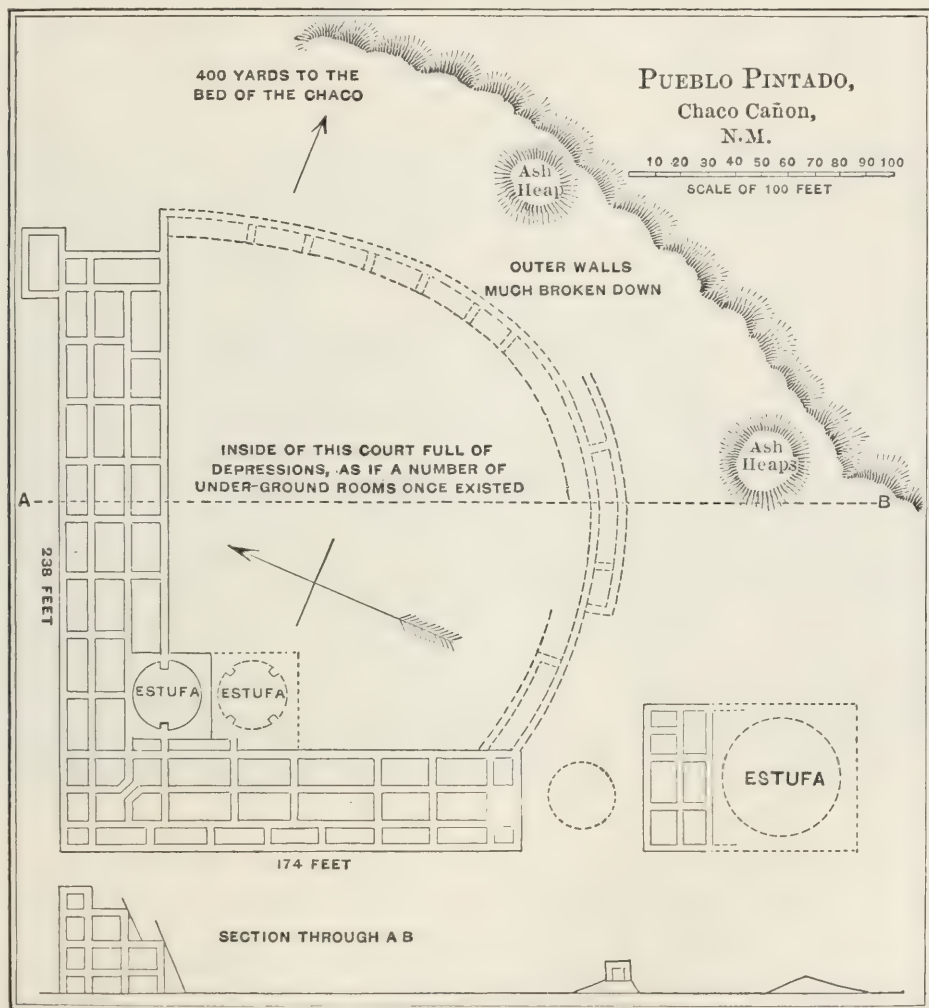 400 YARDS TO THE
BED OF THE CHACO
PUEBLO PINTADO,
Chaco Cañon,
N.M.
10 20 30 40 50 60 70 80 90 100
SCALE OF 100 FEET
Ash
Heap
OUTER WALLS
MUCH BROKEN DOWN
INSIDE OF THIS COURT FULL OF
DEPRESSIONS, AS IF A NUMBER OF
UNDER-GROUND ROOMS ONCE EXISTED
Ash
Heaps
A
B
238 FEET
ESTUFA
ESTUFA
ESTUFA
174 FEET
SECTION THROUGH A B